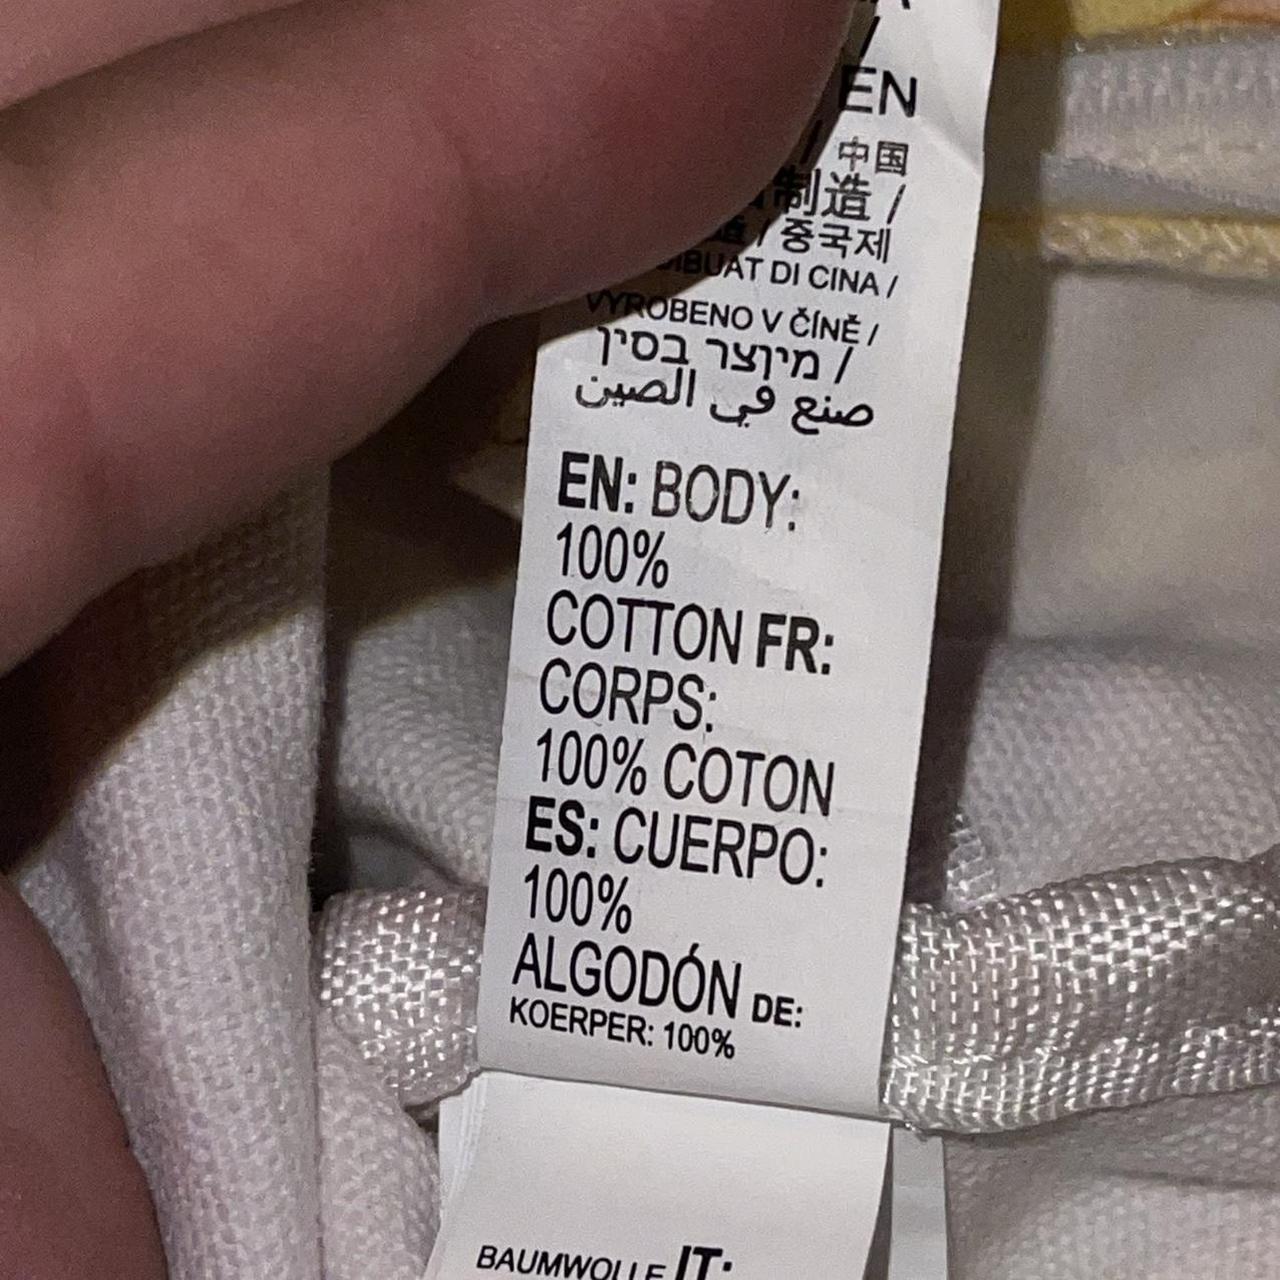 EN
/ 中国
制造 /
/ 중국제
DI CINA /
VYROBENO V ČÍNĚ /
מיוצר בסין /
صنع في الصين
EN: BODY:
100%
COTTON FR:
CORPS:
100% COTON
ES: CUERPO:
100%
ALGODÓN DE:
KOERPER: 100%
BAUMWOLLE IT: